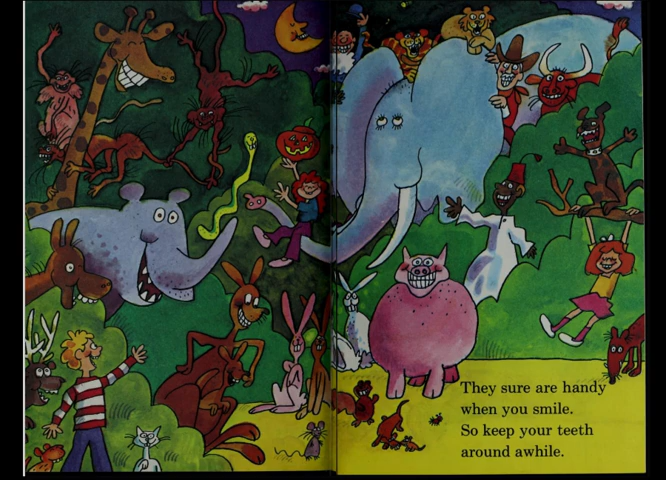 They sure are handy
when you smile.
So keep your teeth
around awhile.